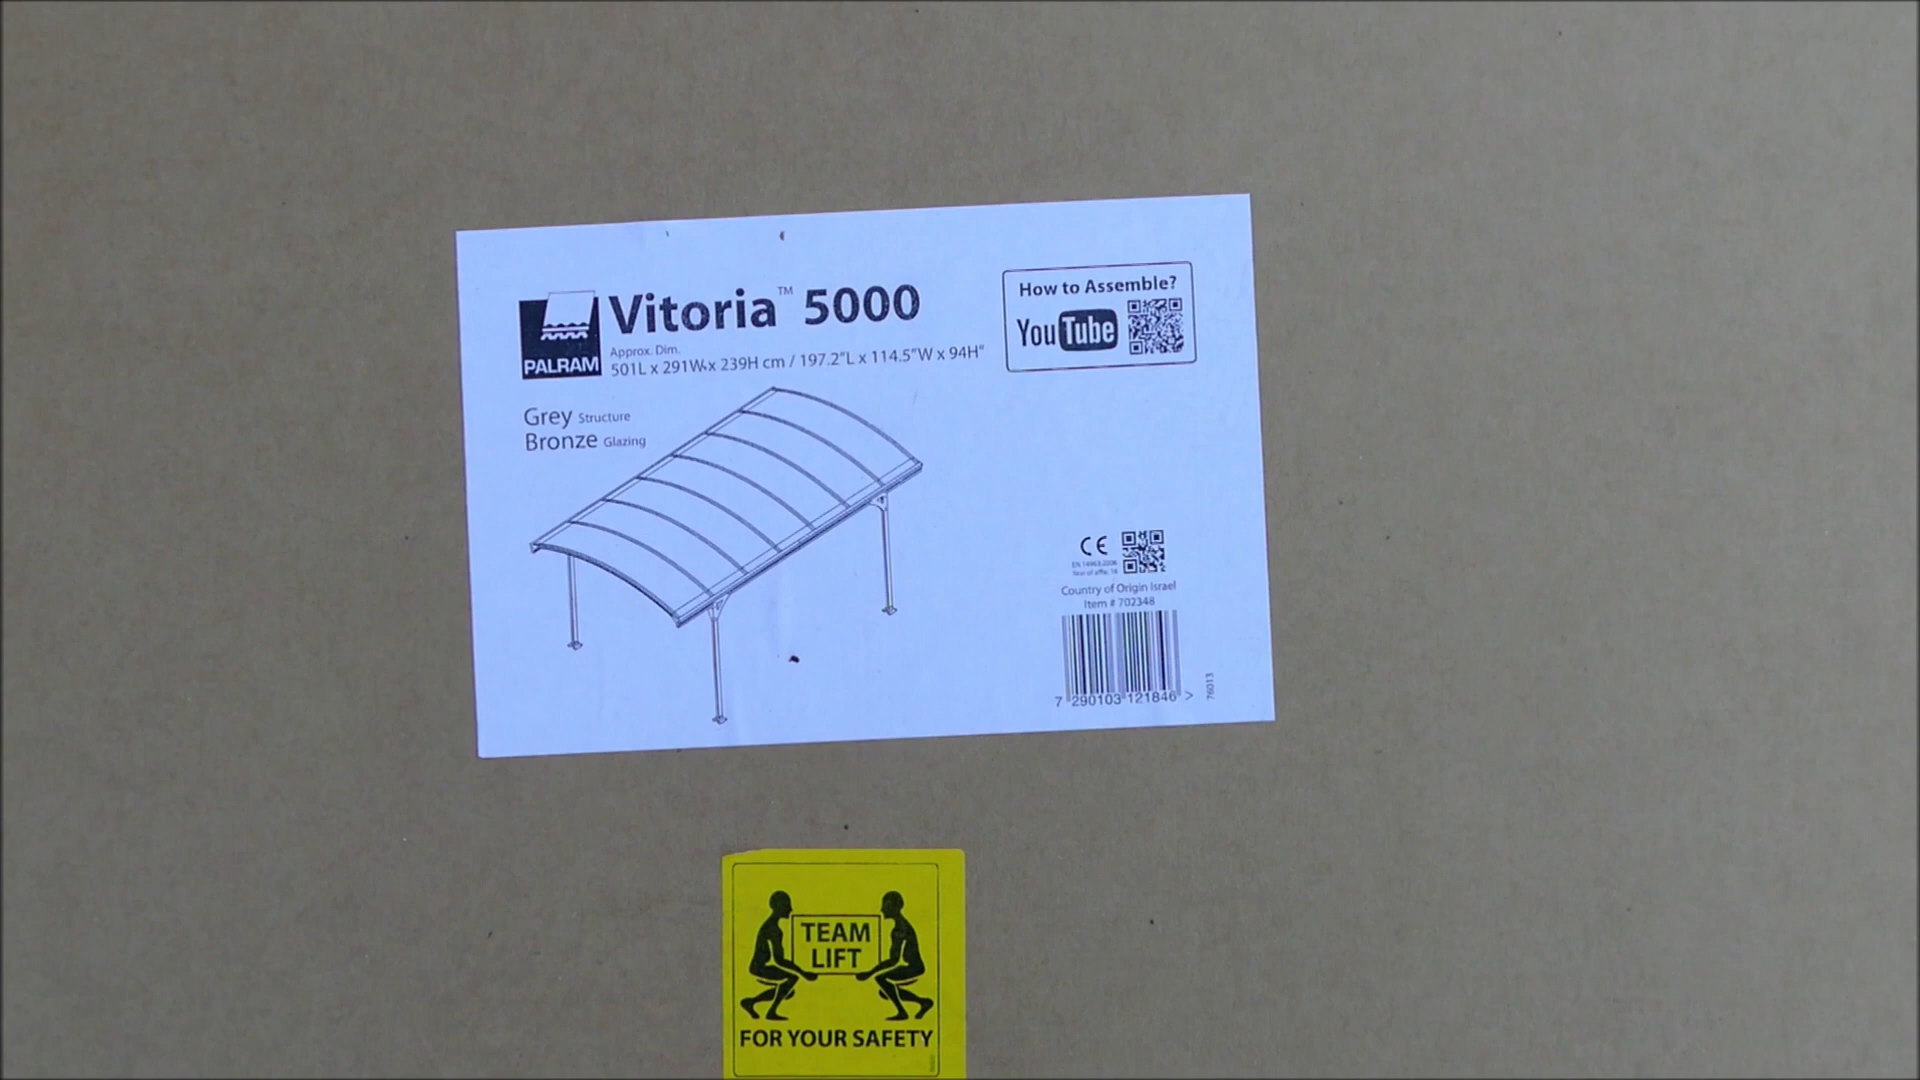 PALRAM
Vitoria™ 5000
Approx. Dim.
501L x 291W x 239H cm / 197.2"L x 114.5"W x 94H"
Grey Structure
Bronze Glazing
How to Assemble?
YouTube
CE
Country of Origin Israel
Item # 702348
7 290103 121846 >
76013
TEAM
LIFT
FOR YOUR SAFETY